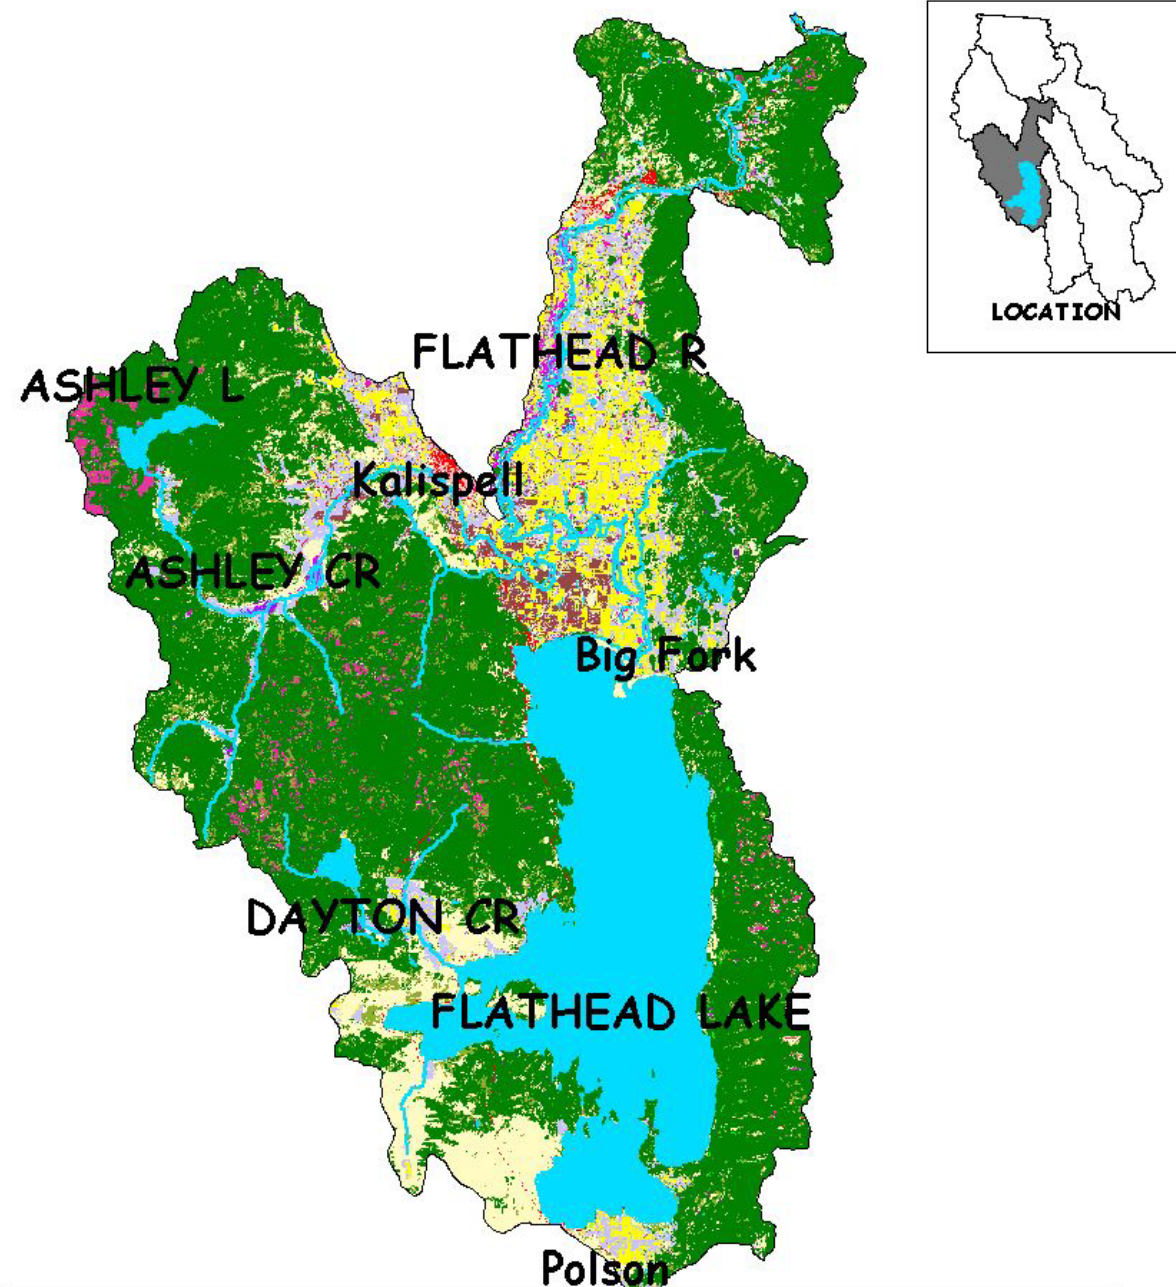 LOCATION
FLATHEAD R
ASHLEY L
Kalispell
ASHLEY CR
Big Fork
DAYTON CR
FLATHEAD LAKE
Polson